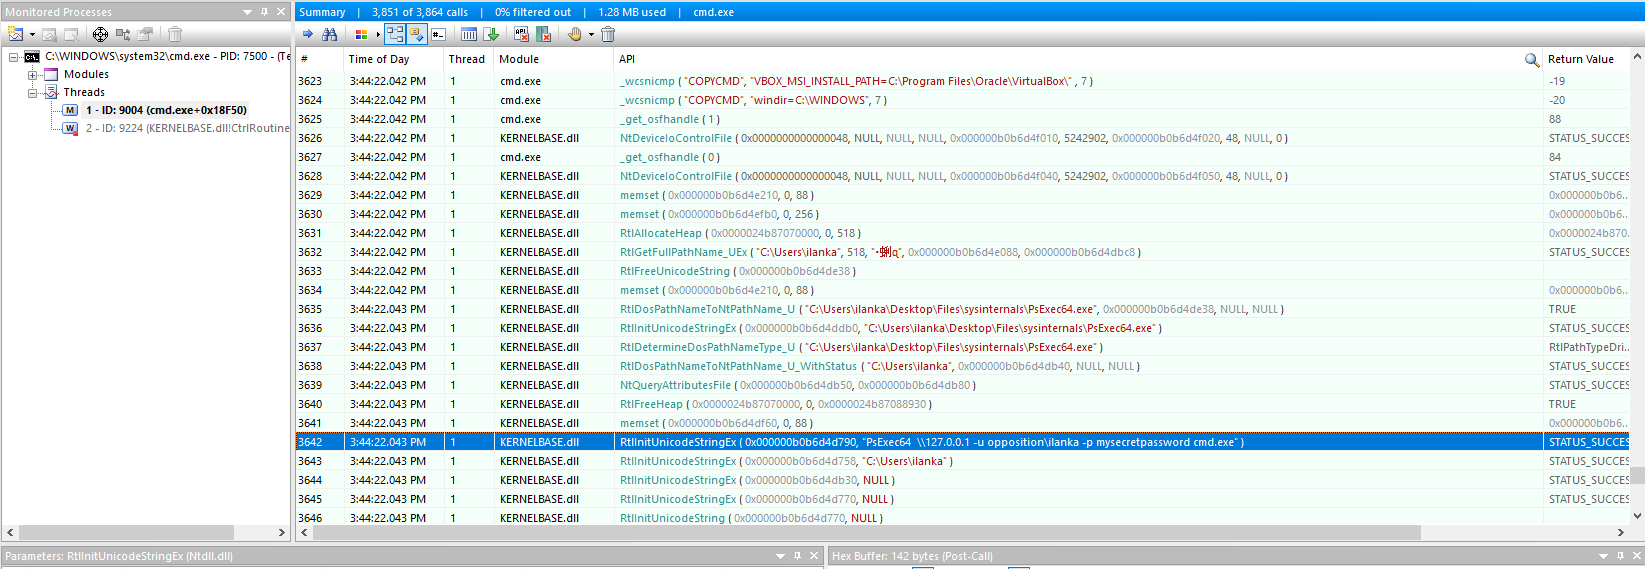 Monitored Processes
C:\WINDOWS\system32\cmd.exe - PID: 7500 - (Te
Modules
Threads
1 - ID: 9004 (cmd.exe+0x18F50)
2 - ID: 9224 (KERNELBASE.dll!CtrlRoutine
Summary | 3,851 of 3,864 calls | 0% filtered out | 1.28 MB used | cmd.exe
# Time of Day Thread Module API Return Value
3623 3:44:22.042 PM 1 cmd.exe _wcsnicmp ( "COPYCMD", "VBOX_MSI_INSTALL_PATH=C:\Program Files\Oracle\VirtualBox\" , 7 ) -19
3624 3:44:22.042 PM 1 cmd.exe _wcsnicmp ( "COPYCMD", "windir=C:\WINDOWS", 7 ) -20
3625 3:44:22.042 PM 1 cmd.exe _get_osfhandle ( 1 ) 88
3626 3:44:22.042 PM 1 KERNELBASE.dll NtDeviceIoControlFile ( 0x0000000000000048, NULL, NULL, NULL, 0x000000b0b6d4f010, 5242902, 0x000000b0b6d4f020, 48, NULL, 0 ) STATUS_SUCCES
3627 3:44:22.042 PM 1 cmd.exe _get_osfhandle ( 0 ) 84
3628 3:44:22.042 PM 1 KERNELBASE.dll NtDeviceIoControlFile ( 0x0000000000000048, NULL, NULL, NULL, 0x000000b0b6d4f040, 5242902, 0x000000b0b6d4f050, 48, NULL, 0 ) STATUS_SUCCES
3629 3:44:22.042 PM 1 KERNELBASE.dll memset ( 0x000000b0b6d4e210, 0, 88 ) 0x000000b0b6...
3630 3:44:22.042 PM 1 KERNELBASE.dll memset ( 0x000000b0b6d4efb0, 0, 256 ) 0x000000b0b6...
3631 3:44:22.042 PM 1 KERNELBASE.dll RtlAllocateHeap ( 0x0000024b87070000, 0, 518 ) 0x0000024b870...
3632 3:44:22.042 PM 1 KERNELBASE.dll RtlGetFullPathName_UEx ( "C:\Users\ilanka", 518, 0x000000b0b6d4e088, 0x000000b0b6d4dbc8 ) STATUS_SUCCES
3633 3:44:22.042 PM 1 KERNELBASE.dll RtlFreeUnicodeString ( 0x000000b0b6d4de38 )
3634 3:44:22.042 PM 1 KERNELBASE.dll memset ( 0x000000b0b6d4e210, 0, 88 ) 0x000000b0b6...
3635 3:44:22.043 PM 1 KERNELBASE.dll RtlDosPathNameToNtPathName_U ( "C:\Users\ilanka\Desktop\Files\sysinternals\PsExec64.exe", 0x000000b0b6d4de38, NULL, NULL ) TRUE
3636 3:44:22.043 PM 1 KERNELBASE.dll RtlInitUnicodeStringEx ( 0x000000b0b6d4ddb0, "C:\Users\ilanka\Desktop\Files\sysinternals\PsExec64.exe" ) STATUS_SUCCES
3637 3:44:22.043 PM 1 KERNELBASE.dll RtlDetermineDosPathNameType_U ( "C:\Users\ilanka\Desktop\Files\sysinternals\PsExec64.exe" ) RtlPathTypeDri...
3638 3:44:22.043 PM 1 KERNELBASE.dll RtlDosPathNameToNtPathName_U_WithStatus ( "C:\Users\ilanka", 0x000000b0b6d4db40, NULL, NULL ) STATUS_SUCCES
3639 3:44:22.043 PM 1 KERNELBASE.dll NtQueryAttributesFile ( 0x000000b0b6d4db50, 0x000000b0b6d4db80 ) STATUS_SUCCES
3640 3:44:22.043 PM 1 KERNELBASE.dll RtlFreeHeap ( 0x0000024b87070000, 0, 0x0000024b87088930 ) TRUE
3641 3:44:22.043 PM 1 KERNELBASE.dll memset ( 0x000000b0b6d4df60, 0, 88 ) 0x000000b0b6...
3642 3:44:22.043 PM 1 KERNELBASE.dll RtlInitUnicodeStringEx ( 0x000000b0b6d4d790, "PsExec64  \\127.0.0.1 -u opposition\ilanka -p mysecretpassword cmd.exe" ) STATUS_SUCCES
3643 3:44:22.043 PM 1 KERNELBASE.dll RtlInitUnicodeStringEx ( 0x000000b0b6d4d758, "C:\Users\ilanka" ) STATUS_SUCCES
3644 3:44:22.043 PM 1 KERNELBASE.dll RtlInitUnicodeStringEx ( 0x000000b0b6d4db30, NULL ) STATUS_SUCCES
3645 3:44:22.043 PM 1 KERNELBASE.dll RtlInitUnicodeStringEx ( 0x000000b0b6d4d770, NULL ) STATUS_SUCCES
3646 3:44:22.043 PM 1 KERNELBASE.dll RtlInitUnicodeString ( 0x000000b0b6d4d770, NULL )
Parameters: RtlInitUnicodeStringEx (Ntdll.dll)
Hex Buffer: 142 bytes (Post-Call)